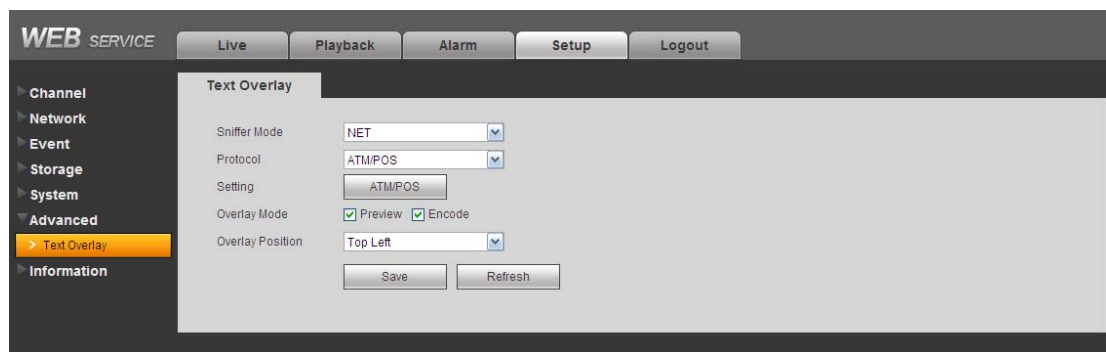 WEB SERVICE
Live Playback Alarm Setup Logout
Channel
Network
Event
Storage
System
Advanced
> Text Overlay
Information
Text Overlay
Sniffer Mode NET
Protocol ATM/POS
Setting ATM/POS
Overlay Mode Preview Encode
Overlay Position Top Left
Save Refresh